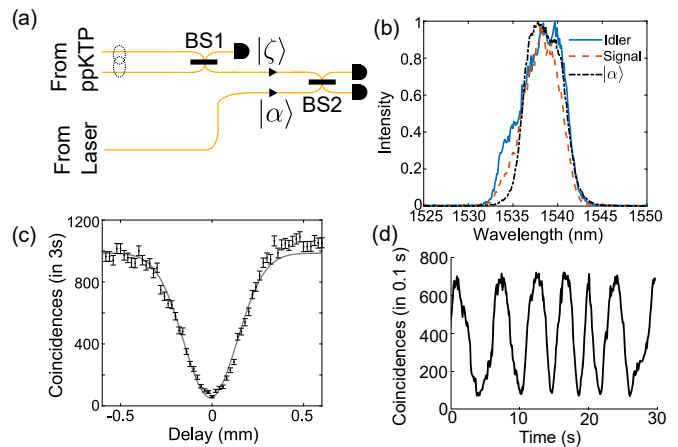 (a)
BS1
|ζ⟩
From
ppKTP
|α⟩
BS2
From
Laser
(b)
Idler
Signal
|α⟩
Intensity
1
0.8
0.6
0.4
0.2
0
1525 1530 1535 1540 1545 1550
Wavelength (nm)
(c)
Coincidences (in 3s)
1200
800
400
0
-0.5 0 0.5
Delay (mm)
(d)
Coincidences (in 0.1 s)
800
600
400
200
0
0 10 20 30
Time (s)